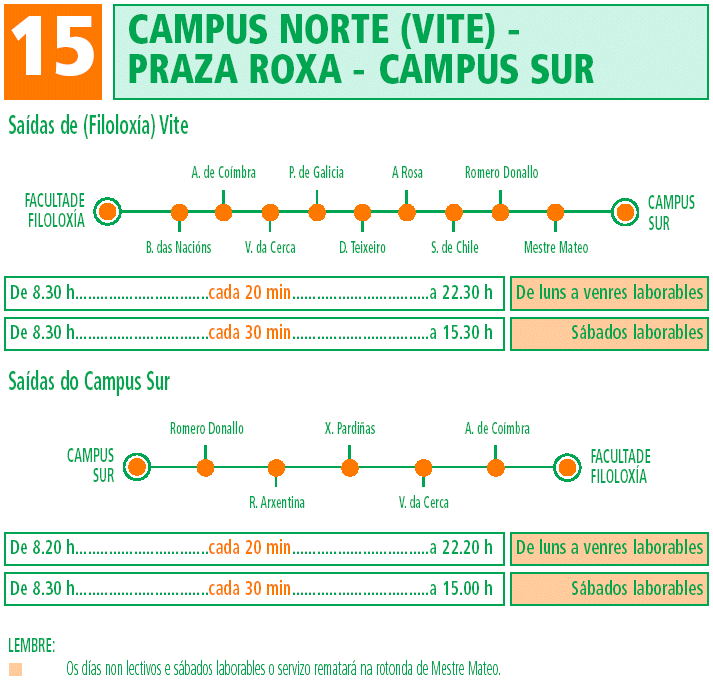 15
CAMPUS NORTE (VITE) -
PRAZA ROXA - CAMPUS SUR
Saídas de (Filoloxía) Vite
A. de Coímbra P. de Galicia A Rosa Romero Donallo
FACULTADE
FILOLOXÍA
CAMPUS
SUR
B. das Nacións V. da Cerca D. Teixeiro S. de Chile Mestre Mateo
De 8.30 h................................cada 20 min.................................a 22.30 h De luns a venres laborables
De 8.30 h................................cada 30 min.................................a 15.30 h Sábados laborables
Saídas do Campus Sur
Romero Donallo X. Pardiñas A. de Coímbra
CAMPUS
SUR
FACULTADE
FILOLOXÍA
R. Arxentina V. da Cerca
De 8.20 h................................cada 20 min.................................a 22.20 h De luns a venres laborables
De 8.30 h................................cada 30 min.................................a 15.00 h Sábados laborables
LEMBRE:
Os días non lectivos e sábados laborables o servizo rematará na rotonda de Mestre Mateo.